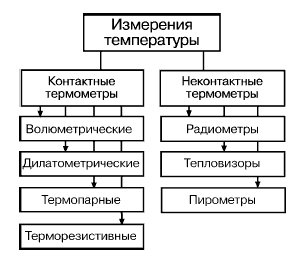 Измерения
температуры
Контактные
термометры
Волюметрические
Дилатометрические
Термопарные
Терморезистивные
Неконтактные
термометры
Радиометры
Тепловизоры
Пирометры